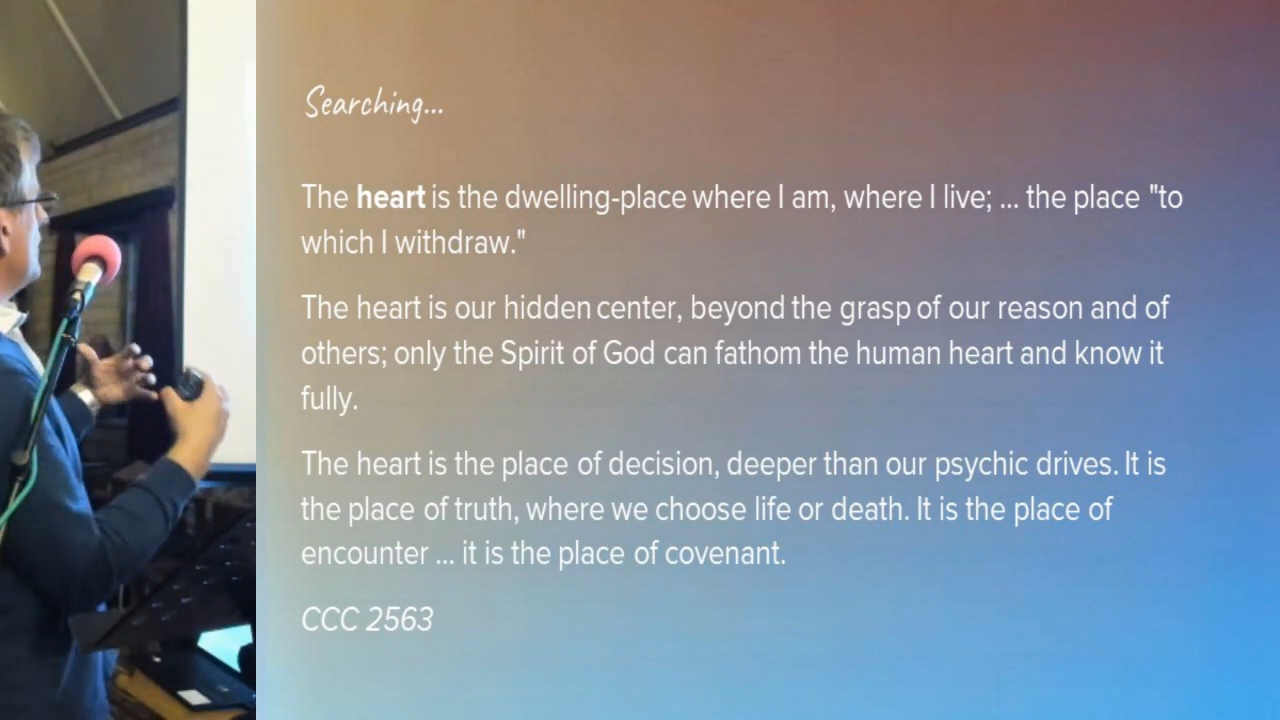 Searching...
The heart is the dwelling-place where I am, where I live; ... the place "to
which I withdraw."
The heart is our hidden center, beyond the grasp of our reason and of
others; only the Spirit of God can fathom the human heart and know it
fully.
The heart is the place of decision, deeper than our psychic drives. It is
the place of truth, where we choose life or death. It is the place of
encounter ... it is the place of covenant.
CCC 2563